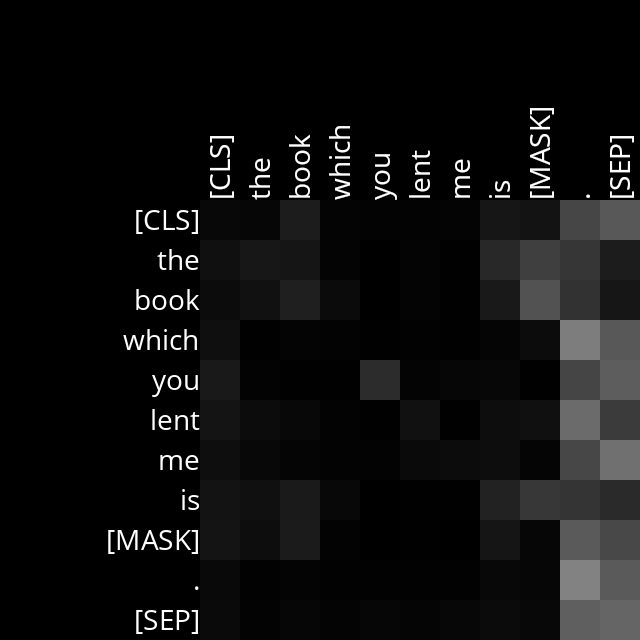 [CLS] the book which you lent me is [MASK] . [SEP]
[CLS]
the
book
which
you
lent
me
is
[MASK]
.
[SEP]